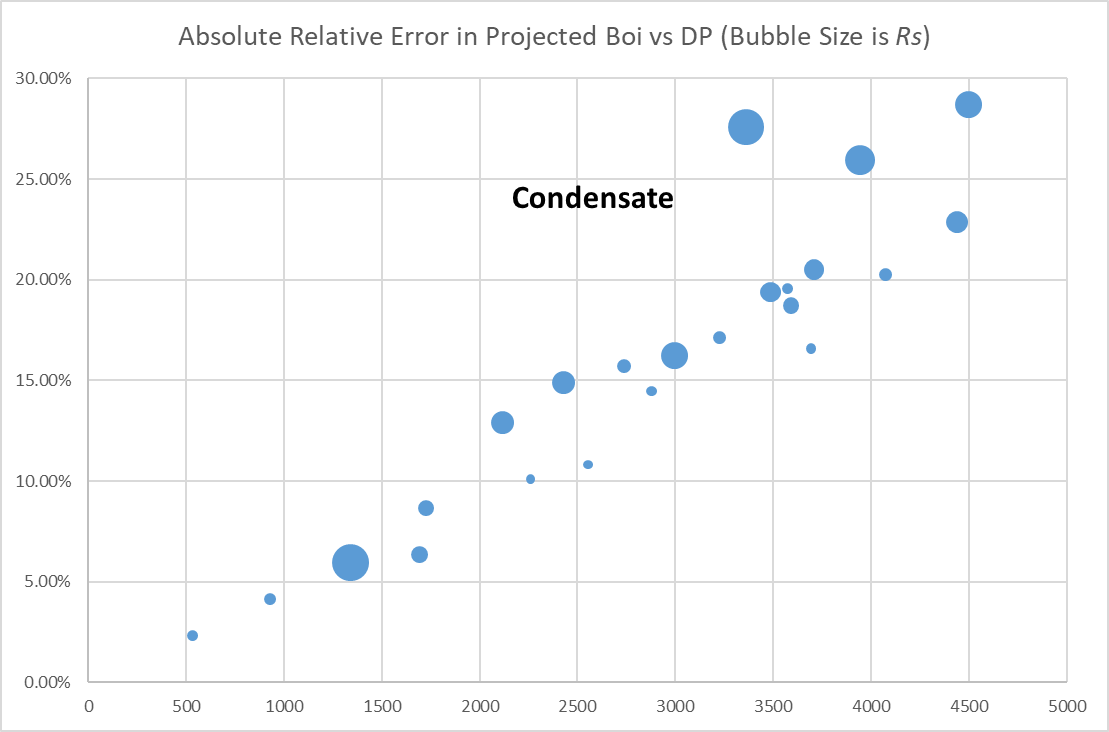 Absolute Relative Error in Projected Boi vs DP (Bubble Size is Rs)
30.00%
25.00%
Condensate
20.00%
15.00%
10.00%
5.00%
0.00%
0 500 1000 1500 2000 2500 3000 3500 4000 4500 5000